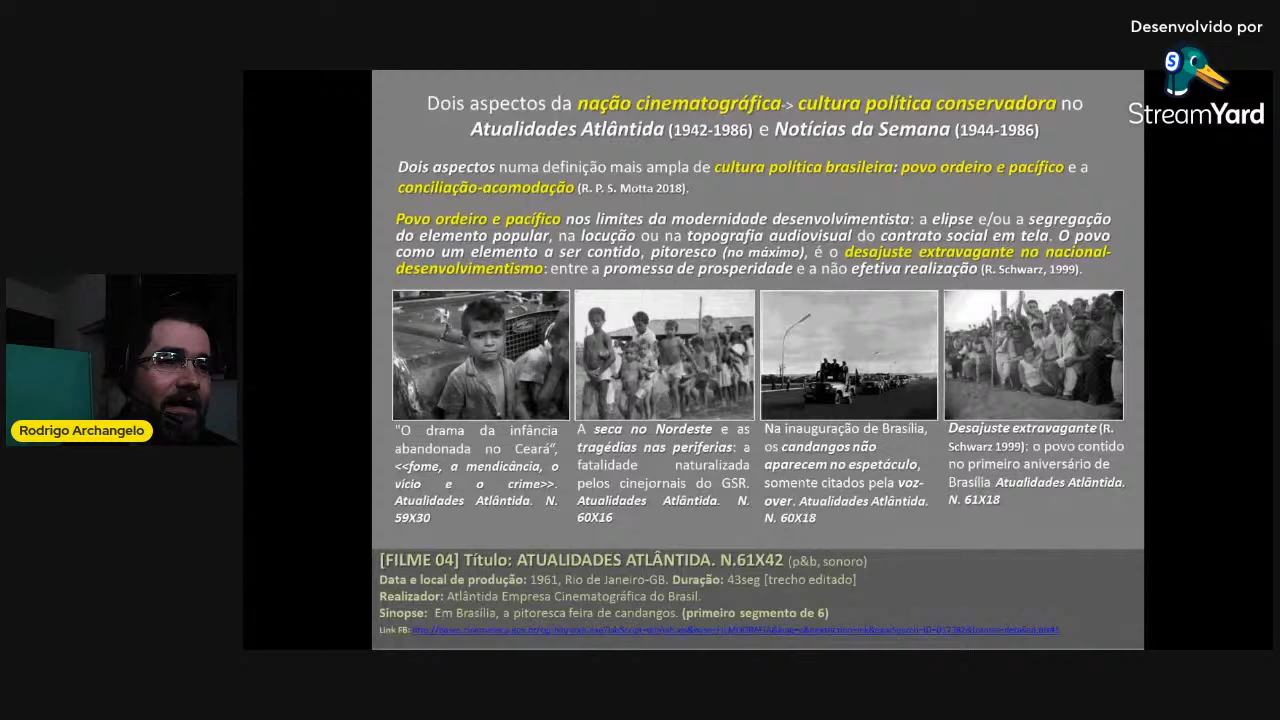 Desenvolvido por
StreamYard
Dois aspectos da nação cinematográfica-> cultura política conservadora no
Atualidades Atlântida (1942-1986) e Notícias da Semana (1944-1986)
Dois aspectos numa definição mais ampla de cultura política brasileira: povo ordeiro e pacífico e a
conciliação-acomodação (R. P. S. Motta 2018).
Povo ordeiro e pacífico nos limites da modernidade desenvolvimentista: a elipse e/ou a segregação
do elemento popular, na locução ou na topografia audiovisual do contrato social em tela. O povo
como um elemento a ser contido, pitoresco (no máximo), é o desajuste extravagante no nacional-
desenvolvimentismo: entre a promessa de prosperidade e a não efetiva realização (R. Schwarz, 1999).
"O drama da infância
abandonada no Ceará“,
<<fome, a mendicância, o
vício e o crime>>.
Atualidades Atlântida. N.
59X30
A seca no Nordeste e as
tragédias nas periferias: a
fatalidade naturalizada
pelos cinejornais do GSR.
Atualidades Atlântida. N.
60X16
Na inauguração de Brasília,
os candangos não
aparecem no espetáculo,
somente citados pela voz-
over. Atualidades Atlântida.
N. 60X18
Desajuste extravagante (R.
Schwarz 1999): o povo contido
no primeiro aniversário de
Brasília Atualidades Atlântida.
N. 61X18
[FILME 04] Título: ATUALIDADES ATLÂNTIDA. N.61X42 (p&b, sonoro)
Data e local de produção: 1961, Rio de Janeiro-GB. Duração: 43seg [trecho editado]
Realizador: Atlântida Empresa Cinematográfica do Brasil.
Sinopse: Em Brasília, a pitoresca feira de candangos. (primeiro segmento de 6)
Link FB:
Rodrigo Archangelo